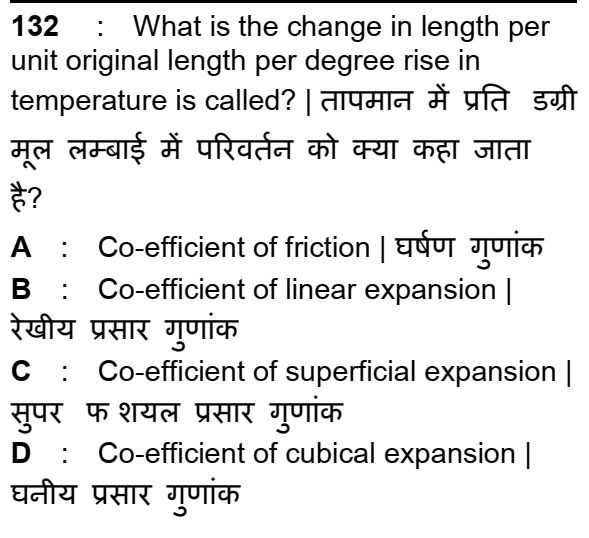 132 : What is the change in length per
unit original length per degree rise in
temperature is called? | तापमान में प्रति डग्री
मूल लम्बाई में परिवर्तन को क्या कहा जाता
है?
A : Co-efficient of friction | घर्षण गुणांक
B : Co-efficient of linear expansion |
रेखीय प्रसार गुणांक
C : Co-efficient of superficial expansion |
सुपर फ शयल प्रसार गुणांक
D : Co-efficient of cubical expansion |
घनीय प्रसार गुणांक